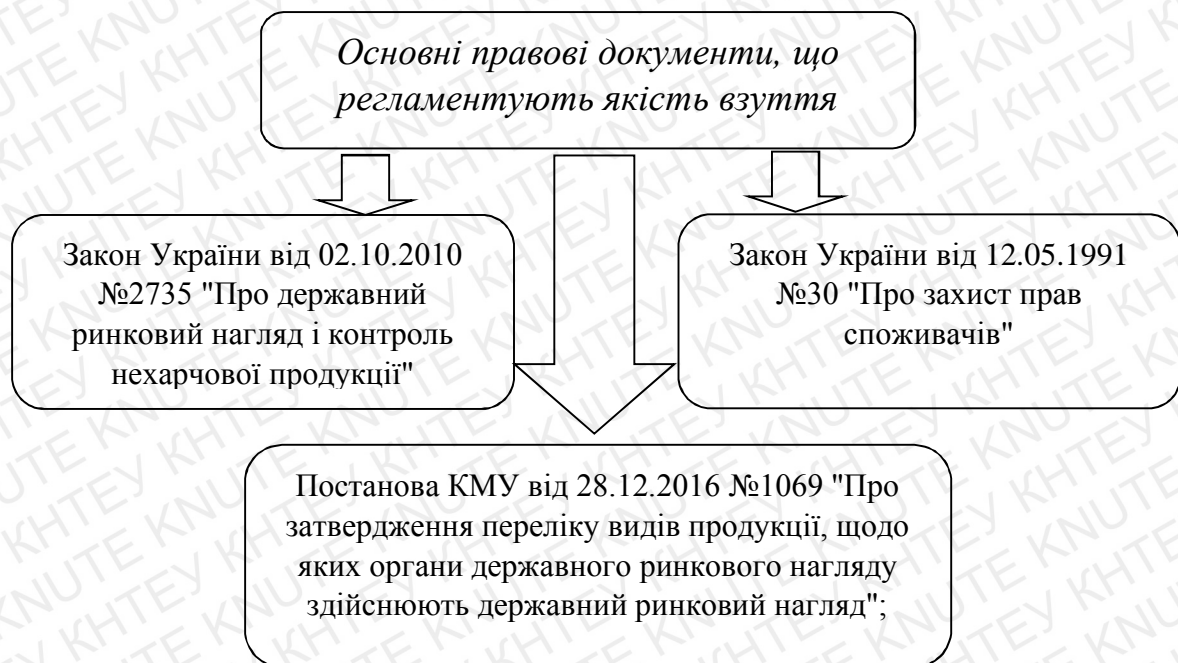 Основні правові документи, що
регламентують якість взуття
Закон України від 02.10.2010
№2735 "Про державний
ринковий нагляд і контроль
нехарчової продукції"
Закон України від 12.05.1991
№30 "Про захист прав
споживачів"
Постанова КМУ від 28.12.2016 №1069 "Про
затвердження переліку видів продукції, щодо
яких органи державного ринкового нагляду
здійснюють державний ринковий нагляд";